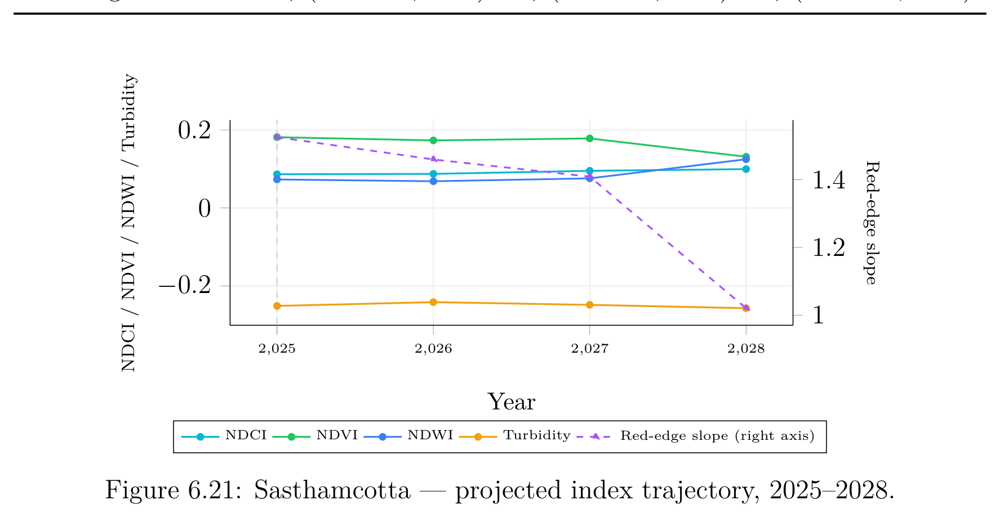 NDCI / NDVI / NDWI / Turbidity
0.2
0
−0.2
1.4
1.2
1
Red-edge slope
2,025 2,026 2,027 2,028
Year
NDCI NDVI NDWI Turbidity Red-edge slope (right axis)
Figure 6.21: Sasthamcotta — projected index trajectory, 2025–2028.